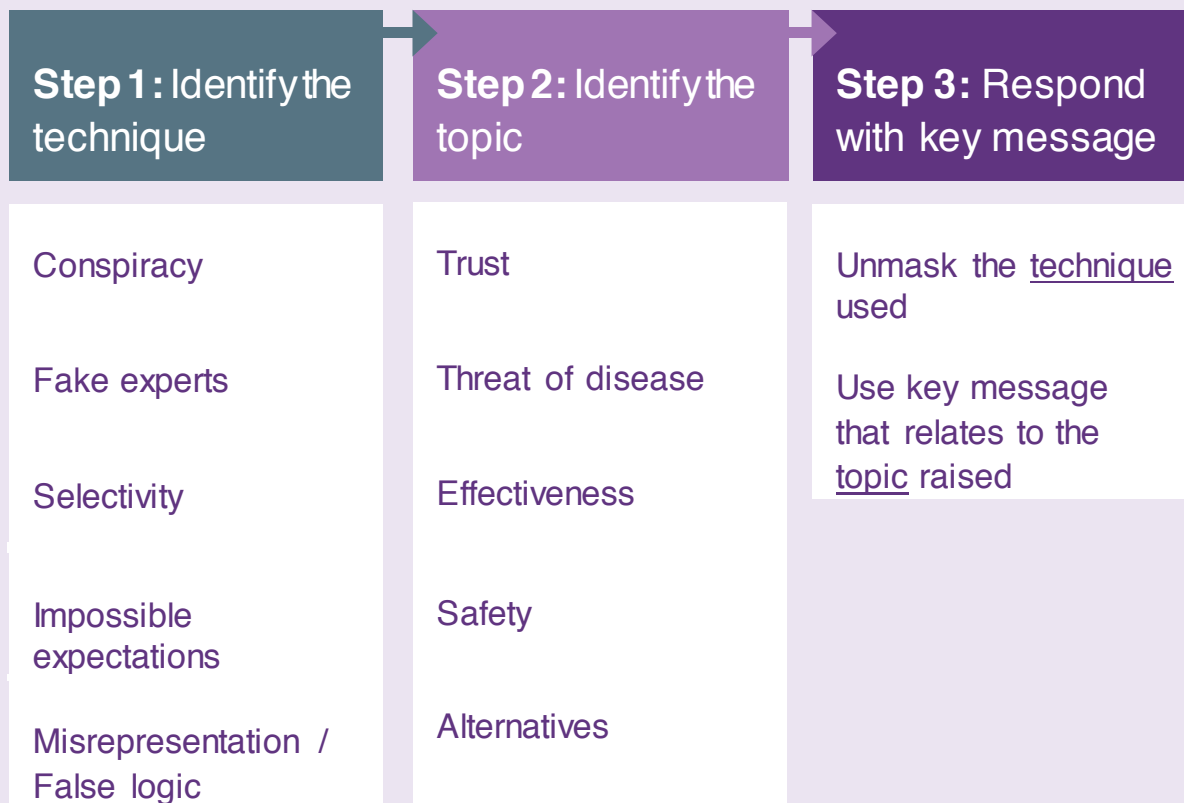 Step 1: Identify the
technique
Step 2: Identify the
topic
Step 3: Respond
with key message
Conspiracy
Fake experts
Selectivity
Impossible
expectations
Misrepresentation /
False logic
Trust
Threat of disease
Effectiveness
Safety
Alternatives
Unmask the technique
used
Use key message
that relates to the
topic raised